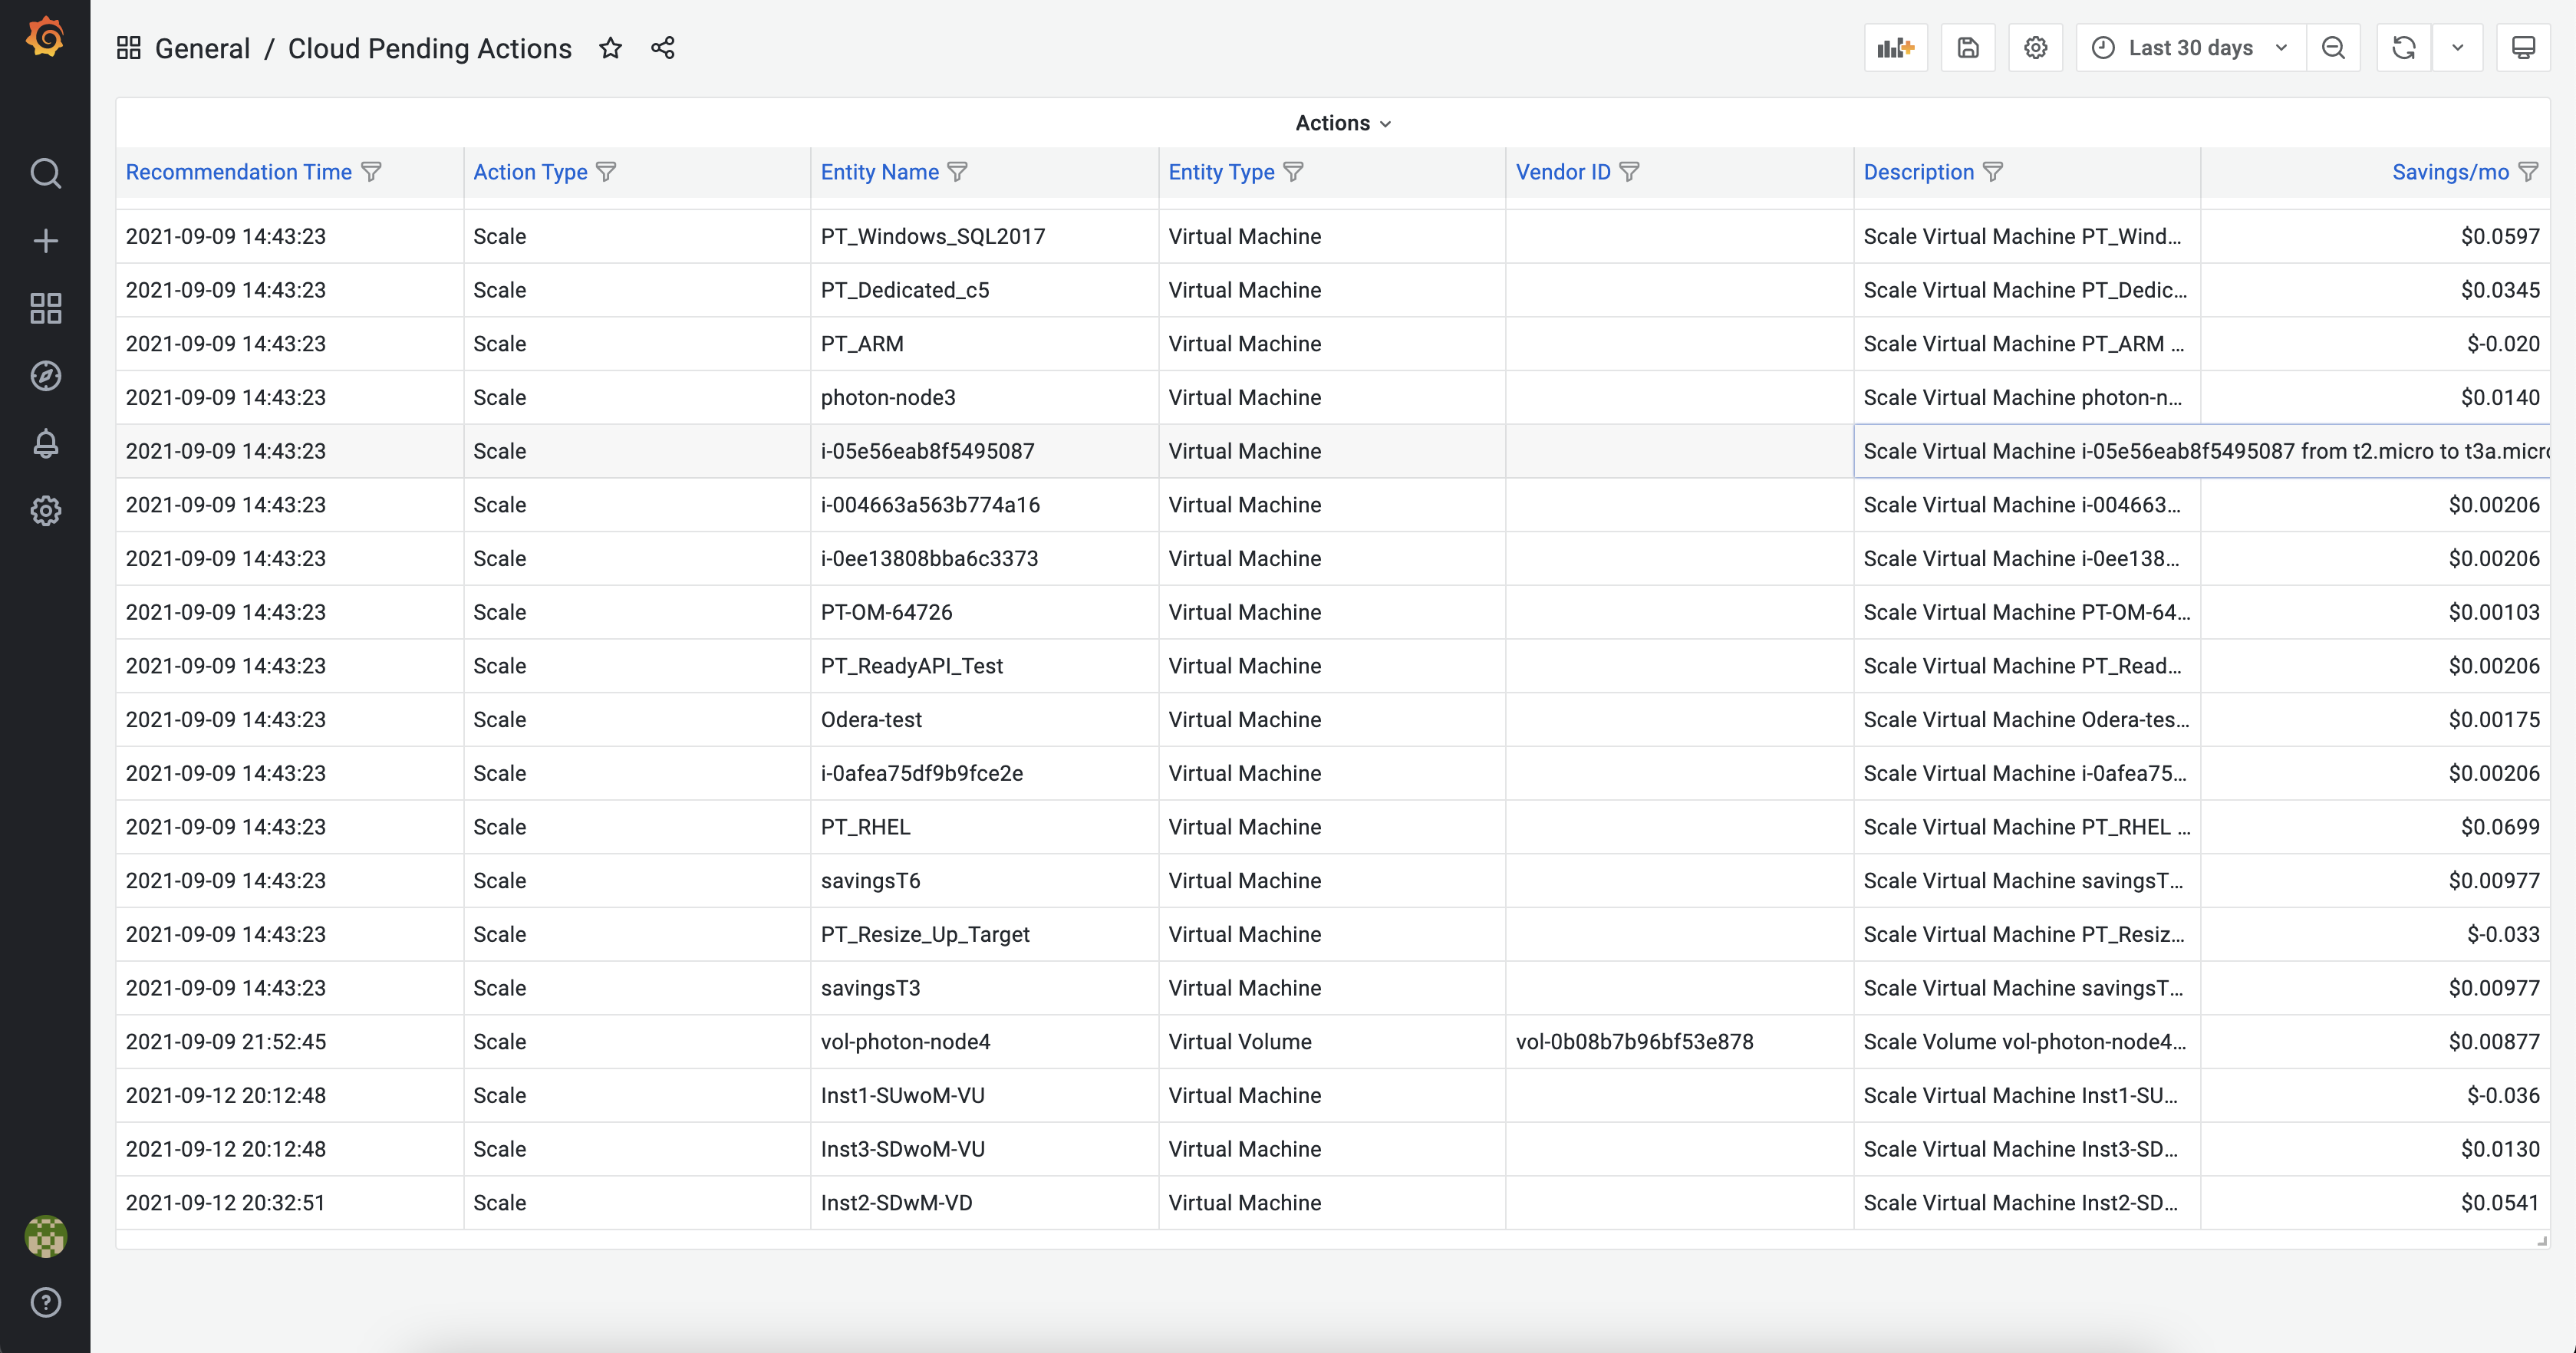 General / Cloud Pending Actions Last 30 days
Actions
Recommendation Time Action Type Entity Name Entity Type Vendor ID Description Savings/mo
2021-09-09 14:43:23 Scale PT_Windows_SQL2017 Virtual Machine Scale Virtual Machine PT_Wind... $0.0597
2021-09-09 14:43:23 Scale PT_Dedicated_c5 Virtual Machine Scale Virtual Machine PT_Dedic... $0.0345
2021-09-09 14:43:23 Scale PT_ARM Virtual Machine Scale Virtual Machine PT_ARM ... $-0.020
2021-09-09 14:43:23 Scale photon-node3 Virtual Machine Scale Virtual Machine photon-n... $0.0140
2021-09-09 14:43:23 Scale i-05e56eab8f5495087 Virtual Machine Scale Virtual Machine i-05e56eab8f5495087 from t2.micro to t3a.micro
2021-09-09 14:43:23 Scale i-004663a563b774a16 Virtual Machine Scale Virtual Machine i-004663... $0.00206
2021-09-09 14:43:23 Scale i-0ee13808bba6c3373 Virtual Machine Scale Virtual Machine i-0ee138... $0.00206
2021-09-09 14:43:23 Scale PT-OM-64726 Virtual Machine Scale Virtual Machine PT-OM-64... $0.00103
2021-09-09 14:43:23 Scale PT_ReadyAPI_Test Virtual Machine Scale Virtual Machine PT_Read... $0.00206
2021-09-09 14:43:23 Scale Odera-test Virtual Machine Scale Virtual Machine Odera-tes... $0.00175
2021-09-09 14:43:23 Scale i-0afea75df9b9fce2e Virtual Machine Scale Virtual Machine i-0afea75... $0.00206
2021-09-09 14:43:23 Scale PT_RHEL Virtual Machine Scale Virtual Machine PT_RHEL ... $0.0699
2021-09-09 14:43:23 Scale savingsT6 Virtual Machine Scale Virtual Machine savingsT... $0.00977
2021-09-09 14:43:23 Scale PT_Resize_Up_Target Virtual Machine Scale Virtual Machine PT_Resiz... $-0.033
2021-09-09 14:43:23 Scale savingsT3 Virtual Machine Scale Virtual Machine savingsT... $0.00977
2021-09-09 21:52:45 Scale vol-photon-node4 Virtual Volume vol-0b08b7b96bf53e878 Scale Volume vol-photon-node4... $0.00877
2021-09-12 20:12:48 Scale Inst1-SUwoM-VU Virtual Machine Scale Virtual Machine Inst1-SU... $-0.036
2021-09-12 20:12:48 Scale Inst3-SDwoM-VU Virtual Machine Scale Virtual Machine Inst3-SD... $0.0130
2021-09-12 20:32:51 Scale Inst2-SDwM-VD Virtual Machine Scale Virtual Machine Inst2-SD... $0.0541